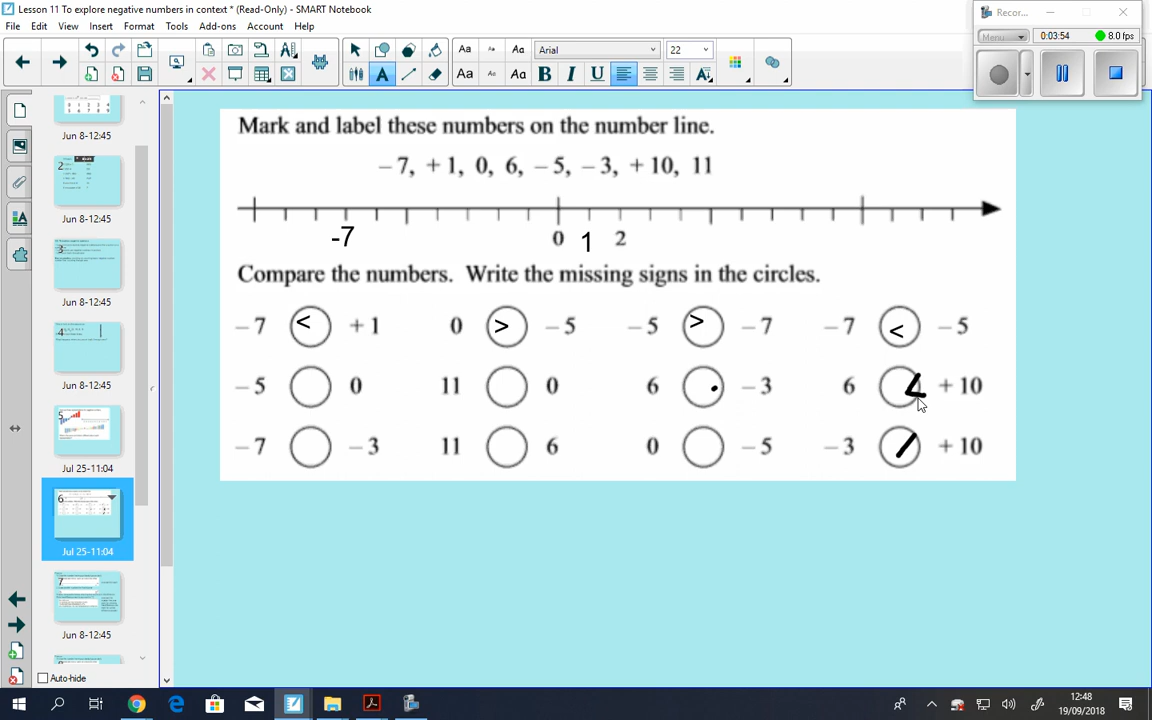 Lesson 11 To explore negative numbers in context * (Read-Only) - SMART Notebook
File Edit View Insert Format Tools Add-ons Account Help
Recor...
Menu 0:03:54 8.0 fps
Arial 22
Jun 8-12:45
2
Jun 8-12:45
3
Jun 8-12:45
4
Jun 8-12:45
5
Jul 25-11:04
6
Jul 25-11:04
7
Jun 8-12:45
Auto-hide
Mark and label these numbers on the number line.
−7, +1, 0, 6, −5, −3, +10, 11
-7 0 1 2
Compare the numbers. Write the missing signs in the circles.
−7 < +1 0 > −5 −5 > −7 −7 < −5
−5 0 11 0 6 . −3 6 < +10
−7 −3 11 6 0 −5 −3 / +10
12:48
19/09/2018